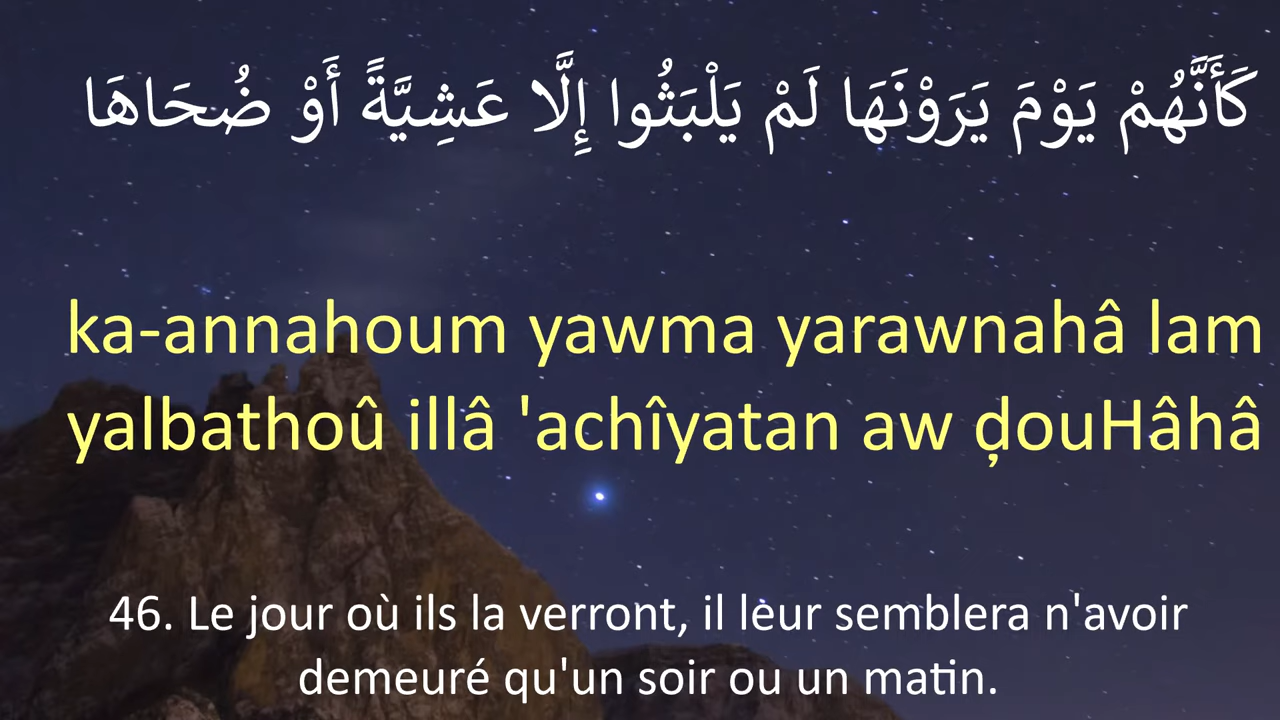 كَأَنَّهُمْ يَوْمَ يَرَوْنَهَا لَمْ يَلْبَثُوا إِلَّا عَشِيَّةً أَوْ ضُحَاهَا
ka-annahoum yawma yarawnahâ lam
yalbathoû illâ 'achîyatan aw ḍouHâhâ
46. Le jour où ils la verront, il leur semblera n'avoir
demeuré qu'un soir ou un matin.